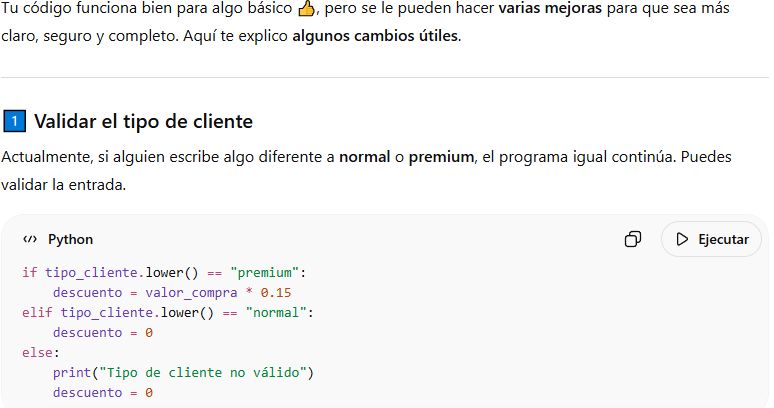 Tu código funciona bien para algo básico 👍, pero se le pueden hacer varias mejoras para que sea más
claro, seguro y completo. Aquí te explico algunos cambios útiles.
1️⃣ Validar el tipo de cliente
Actualmente, si alguien escribe algo diferente a normal o premium, el programa igual continúa. Puedes
validar la entrada.
</> Python
Ejecutar
if tipo_cliente.lower() == "premium":
    descuento = valor_compra * 0.15
elif tipo_cliente.lower() == "normal":
    descuento = 0
else:
    print("Tipo de cliente no válido")
    descuento = 0